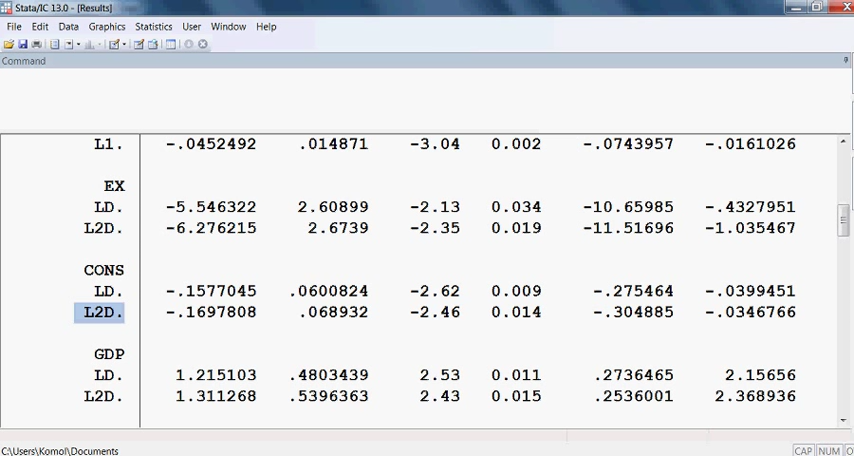 Stata/IC 13.0 - [Results]
File Edit Data Graphics Statistics User Window Help
Command
L1. -.0452492 .014871 -3.04 0.002 -.0743957 -.0161026
EX
LD. -5.546322 2.60899 -2.13 0.034 -10.65985 -.4327951
L2D. -6.276215 2.6739 -2.35 0.019 -11.51696 -1.035467
CONS
LD. -.1577045 .0600824 -2.62 0.009 -.275464 -.0399451
L2D. -.1697808 .068932 -2.46 0.014 -.304885 -.0346766
GDP
LD. 1.215103 .4803439 2.53 0.011 .2736465 2.15656
L2D. 1.311268 .5396363 2.43 0.015 .2536001 2.368936
C:\Users\Komol\Documents CAP NUM O